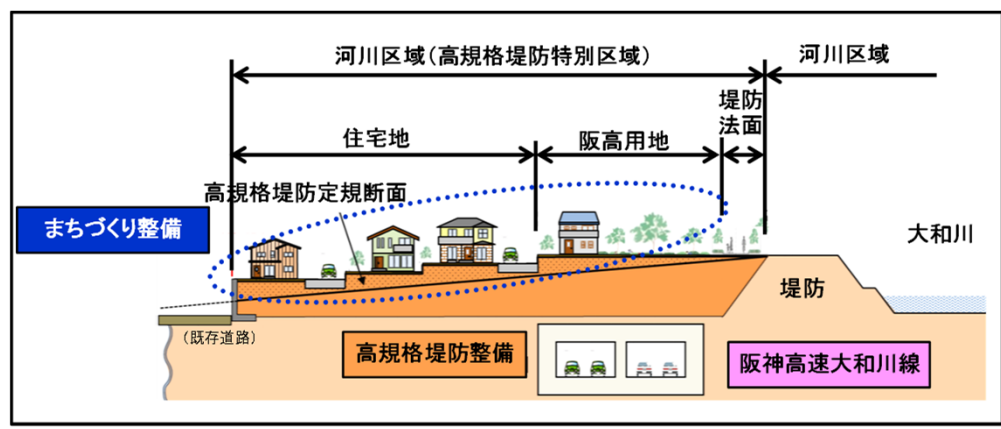 河川区域(高規格堤防特別区域)
河川区域
堤防
法面
住宅地
阪高用地
高規格堤防定規断面
まちづくり整備
大和川
堤防
(既存道路)
高規格堤防整備
阪神高速大和川線